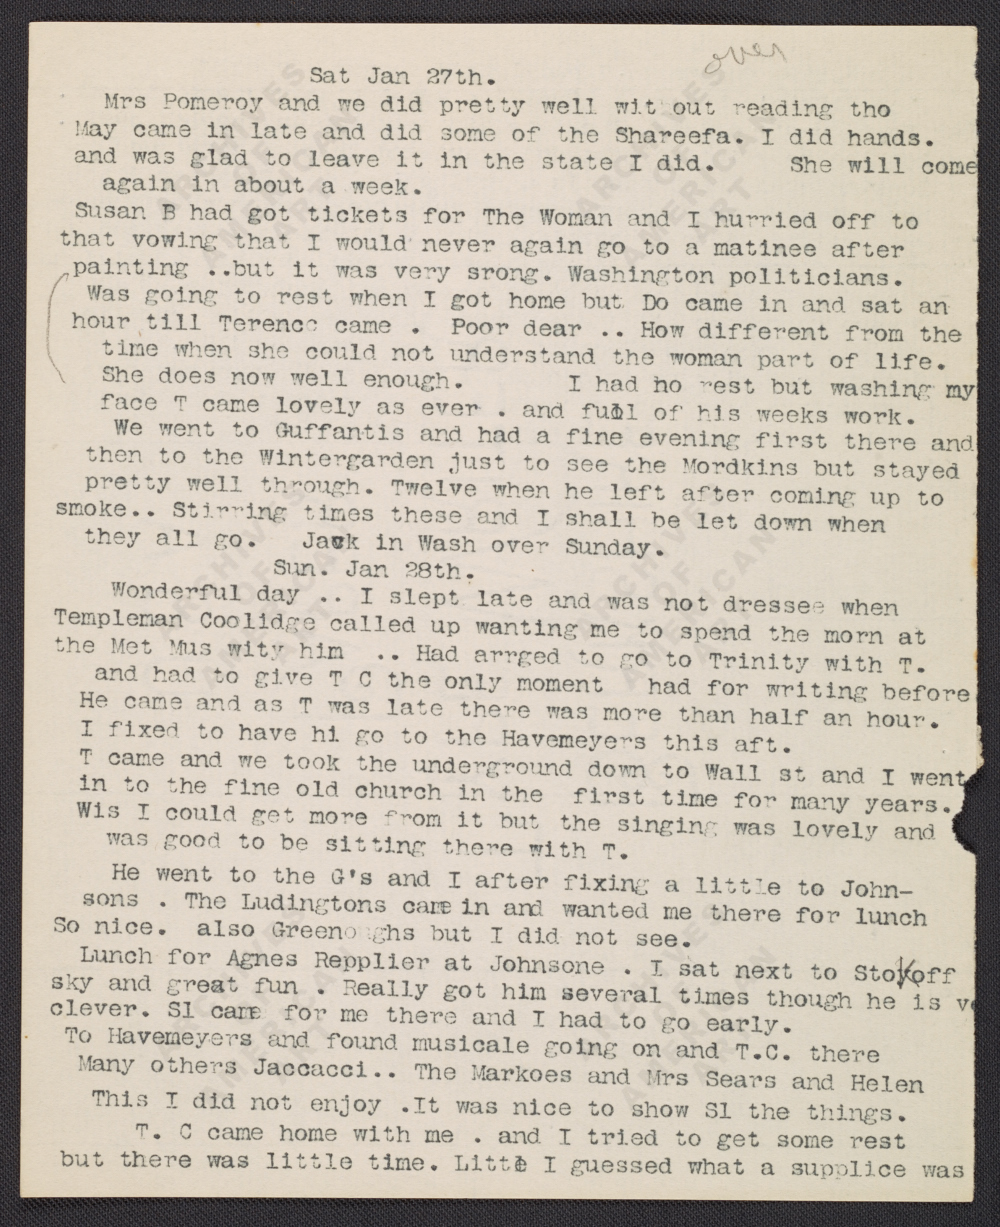 over
Sat Jan 27th.
Mrs Pomeroy and we did pretty well wit out reading tho
May came in late and did some of the Shareefa. I did hands.
and was glad to leave it in the state I did. She will come
again in about a week.
Susan B had got tickets for The Woman and I hurried off to
that vowing that I would never again go to a matinee after
painting ..but it was very srong. Washington politicians.
Was going to rest when I got home but Do came in and sat an
hour till Terence came . Poor dear .. How different from the
time when she could not understand the woman part of life.
She does now well enough. I had ho rest but washing my
face T came lovely as ever . and full of his weeks work.
We went to Guffantis and had a fine evening first there and
then to the Wintergarden just to see the Mordkins but stayed
pretty well through. Twelve when he left after coming up to
smoke.. Stirring times these and I shall be let down when
they all go. Jack in Wash over Sunday.
Sun. Jan 28th.
Wonderful day .. I slept late and was not dressee when
Templeman Coolidge called up wanting me to spend the morn at
the Met Mus wity him .. Had arrged to go to Trinity with T.
and had to give T C the only moment had for writing before
He came and as T was late there was more than half an hour.
I fixed to have hi go to the Havemeyers this aft.
T came and we took the underground down to Wall st and I went
in to the fine old church in the first time for many years.
Wis I could get more from it but the singing was lovely and
was good to be sitting there with T.
He went to the G's and I after fixing a little to John-
sons . The Ludingtons came in and wanted me there for lunch
So nice. also Greenoughs but I did not see.
Lunch for Agnes Repplier at Johnsone . I sat next to Stokoff
sky and great fun . Really got him several times though he is v
clever. Sl came for me there and I had to go early.
To Havemeyers and found musicale going on and T.C. there
Many others Jaccacci.. The Markoes and Mrs Sears and Helen
This I did not enjoy .It was nice to show Sl the things.
T. C came home with me . and I tried to get some rest
but there was little time. Litte I guessed what a supplice was